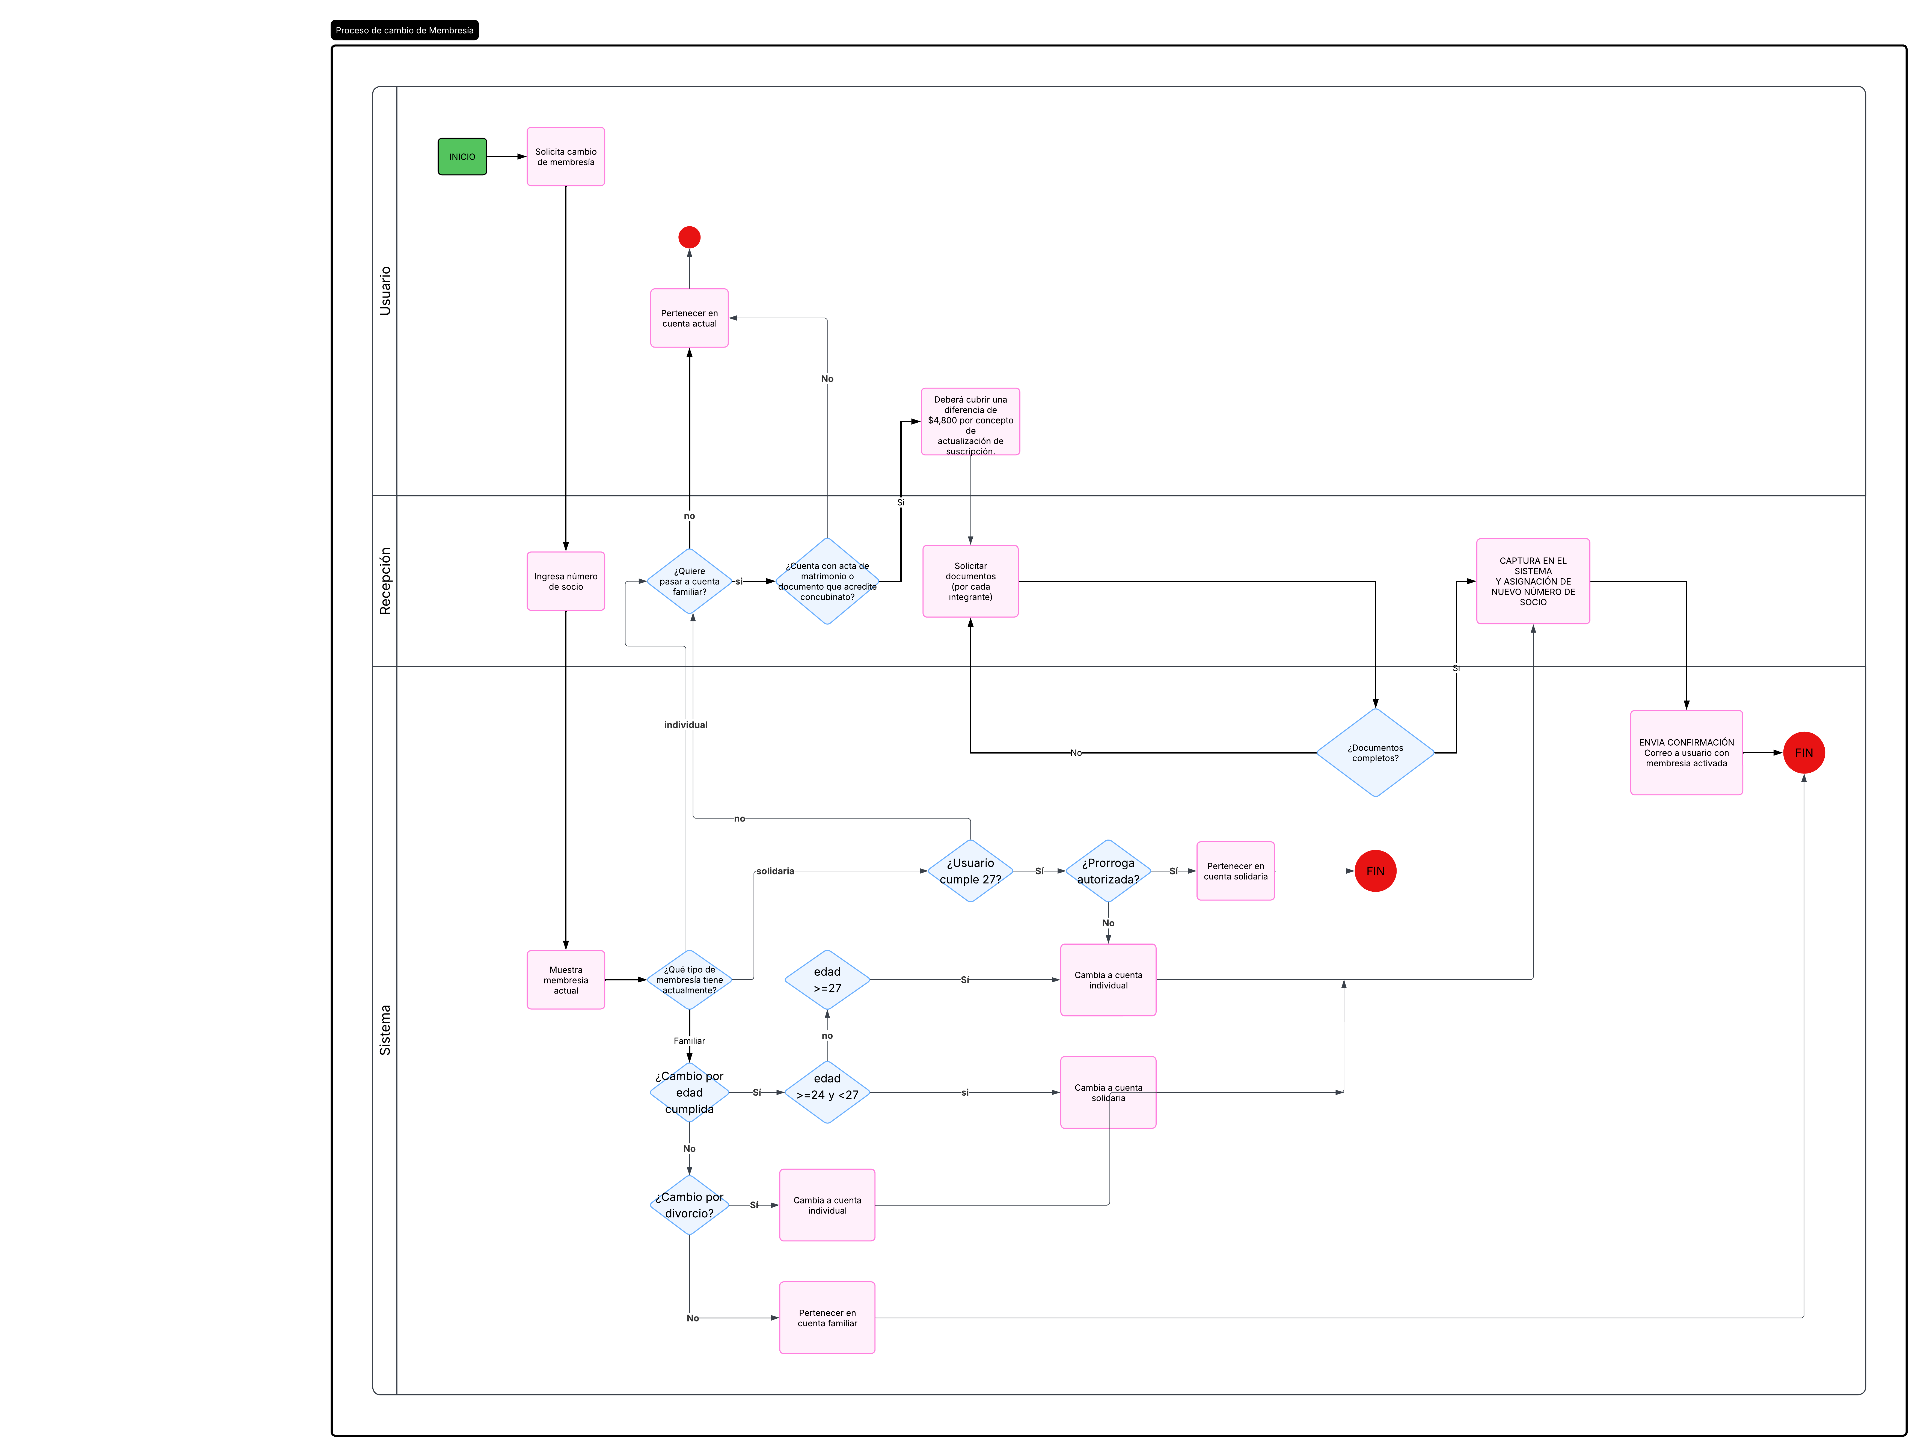 Proceso de cambio de Membresía
Usuario
INICIO
Solicita cambio
de membresía
Pertenecer en
cuenta actual
No
Deberá cubrir una
diferencia de
$4,800 por concepto
de
actualización de
suscripción.
Si
no
Recepción
Ingresa número
de socio
¿Quiere
pasar a cuenta
familiar?
si
¿Cuenta con acta de
matrimonio o
documento que acredite
concubinato?
Solicitar
documentos
(por cada
integrante)
CAPTURA EN EL
SISTEMA
Y ASIGNACIÓN DE
NUEVO NÚMERO DE
SOCIO
Si
Sistema
individual
No
¿Documentos
completos?
ENVIA CONFIRMACIÓN
Correo a usuario con
membresia activada
FIN
no
solidaria
¿Usuario
cumple 27?
Sí
¿Prorroga
autorizada?
Sí
Pertenecer en
cuenta solidaria
FIN
No
Muestra
membresia
actual
¿Qué tipo de
membresía tiene
actualmente?
edad
>=27
Sí
Cambia a cuenta
individual
Familiar
no
¿Cambio por
edad
cumplida
Sí
edad
>=24 y <27
si
Cambia a cuenta
solidaria
No
¿Cambio por
divorcio?
Sí
Cambia a cuenta
individual
No
Pertenecer en
cuenta familiar